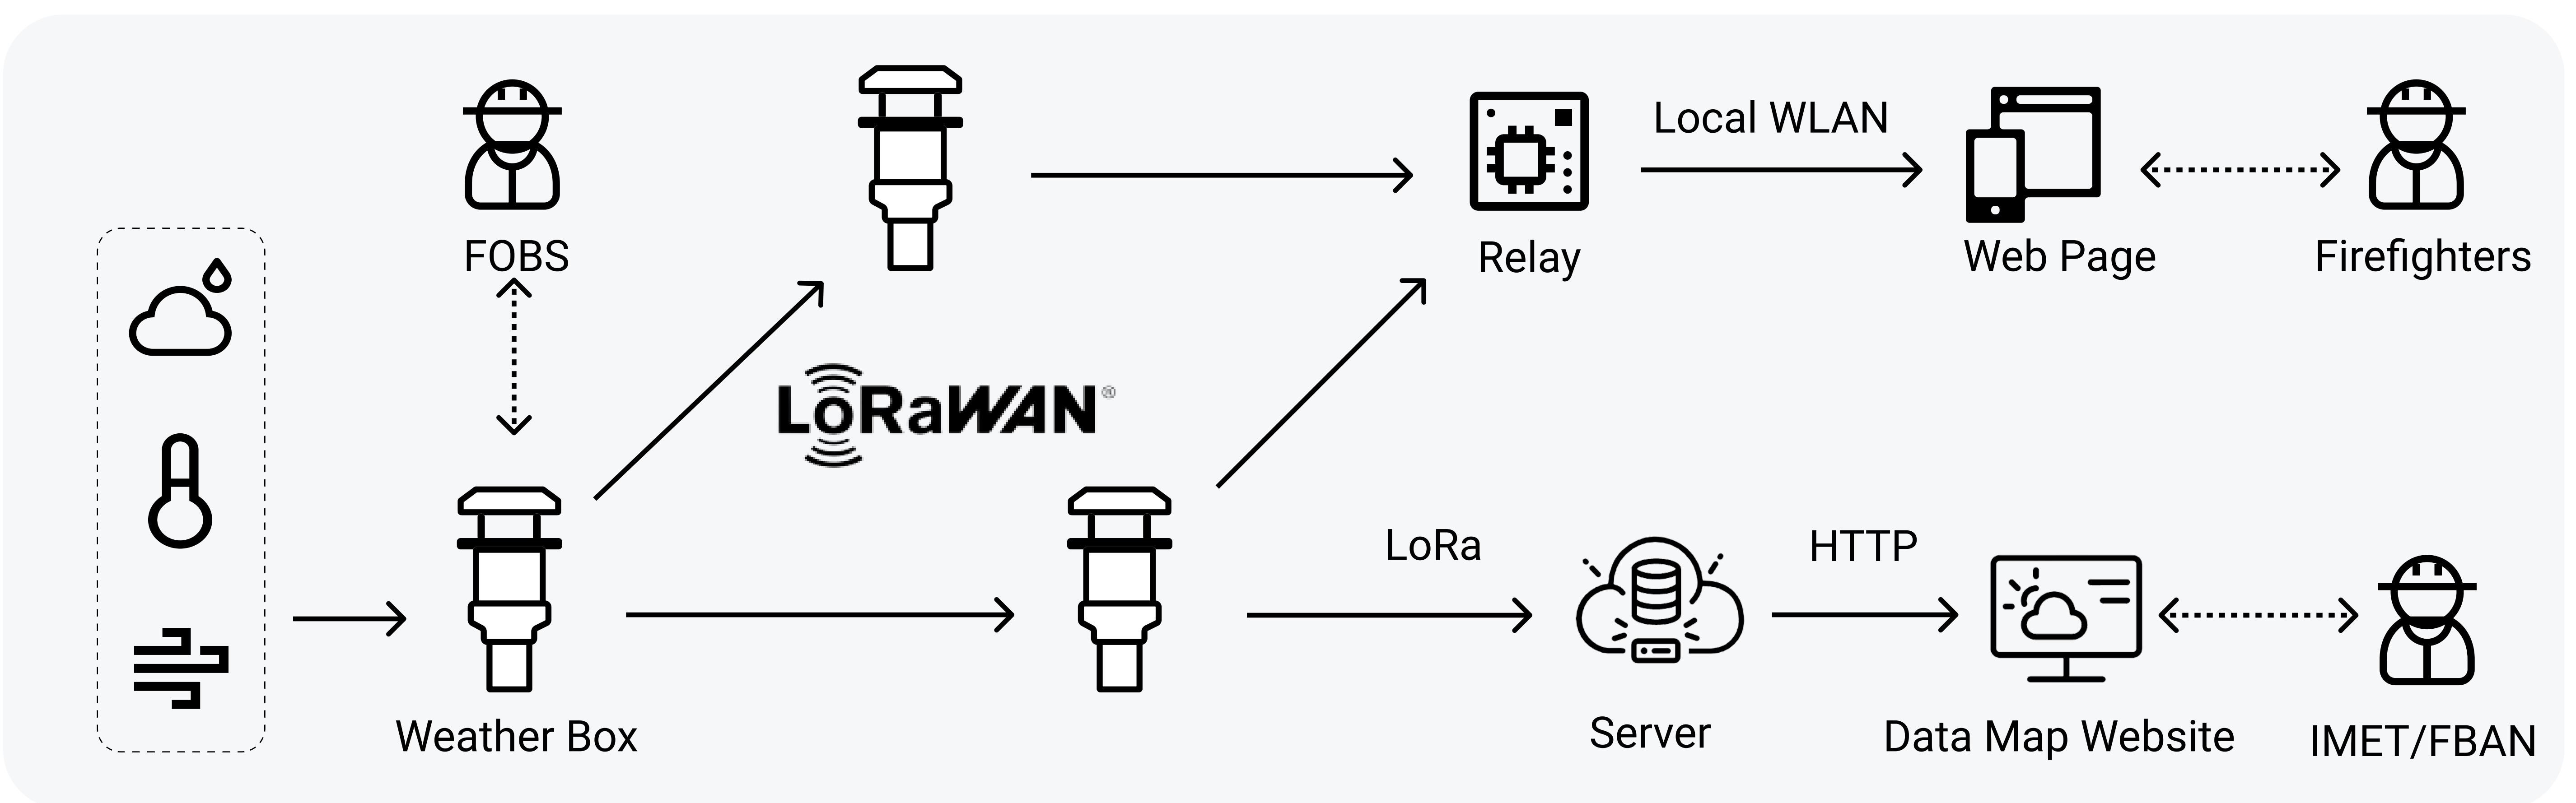 FOBS
Local WLAN
Relay
Web Page
Firefighters
LoRaWAN®
LoRa
HTTP
Weather Box
Server
Data Map Website
IMET/FBAN